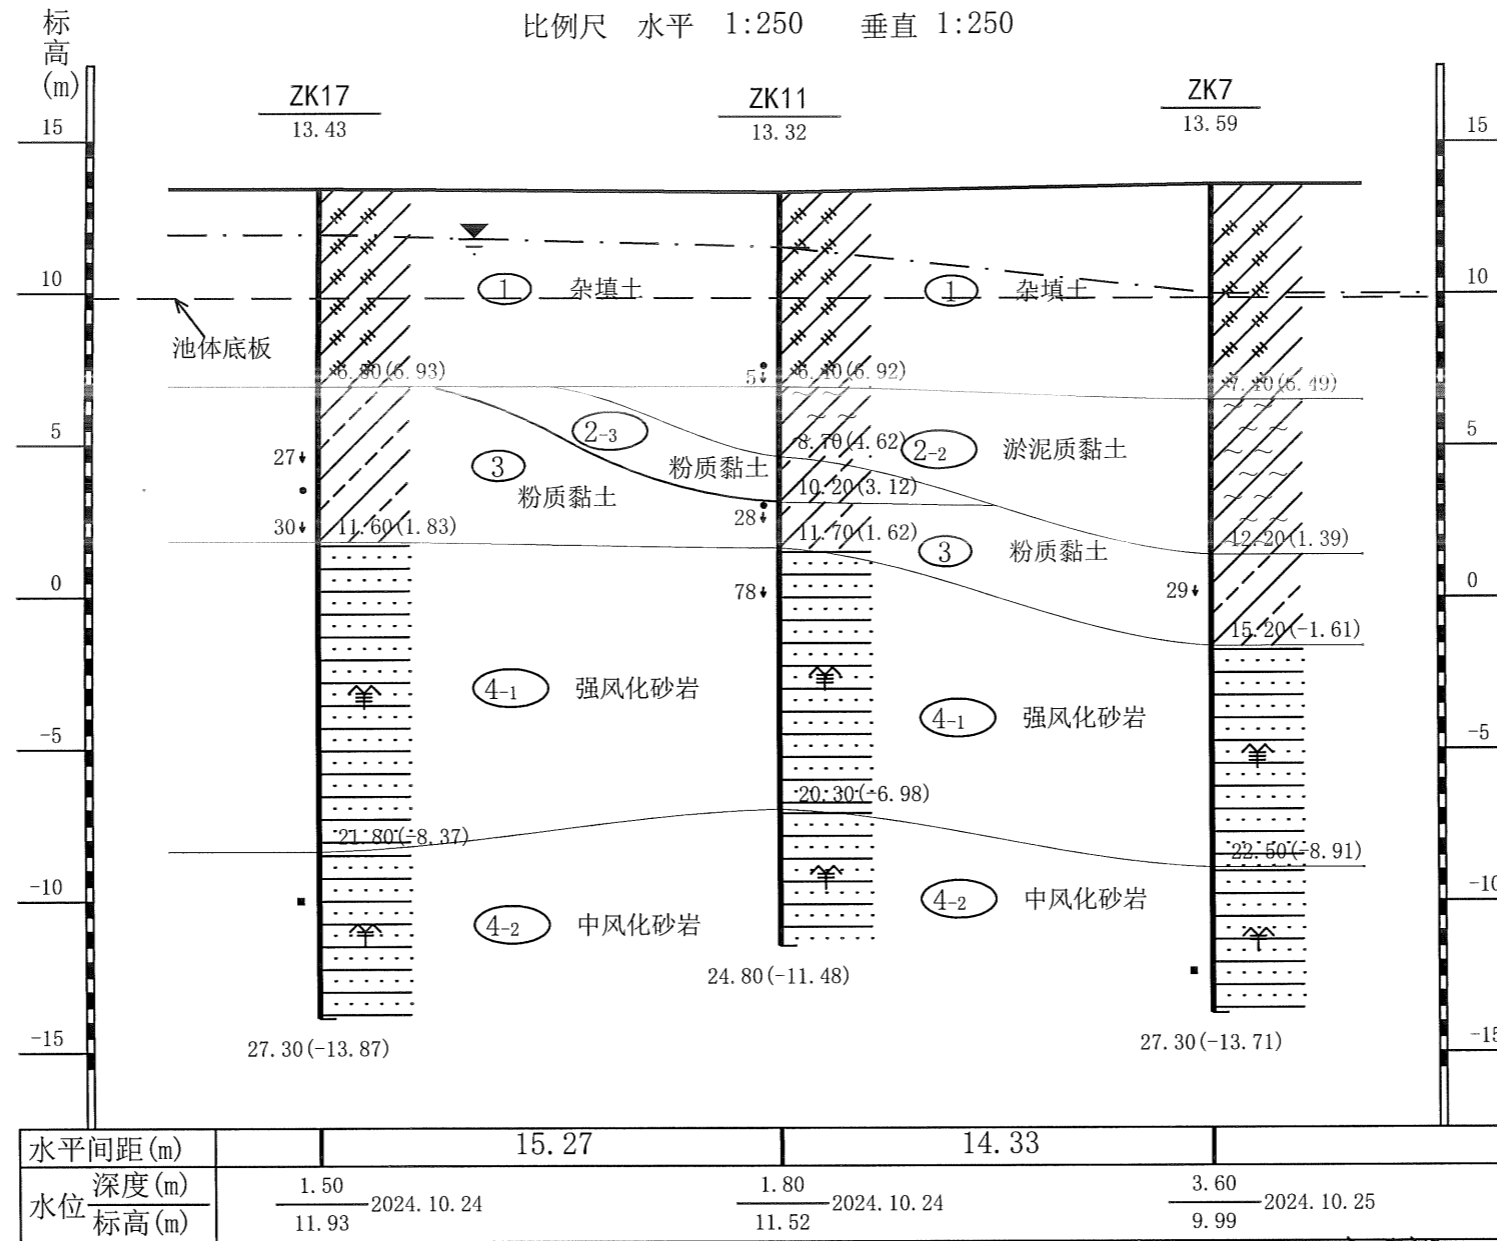 比例尺 水平 1:250 垂直 1:250
标高(m)
ZK17
13.43
ZK11
13.32
ZK7
13.59
15
15
10
10
① 杂填土
① 杂填土
池体底板
6.50(6.93)
5
6.40(6.92)
7.10(6.49)
5
5
2-3
粉质黏土
8.70(4.62)
2-2
淤泥质黏土
27
3
粉质黏土
10.20(3.12)
30
11.60(1.83)
28
11.70(1.62)
3
粉质黏土
12.20(1.39)
0
0
78
29
15.20(-1.61)
4-1 强风化砂岩
4-1 强风化砂岩
-5
-5
20.30(-6.98)
21.80(-8.37)
22.50(-8.91)
-10
-10
4-2 中风化砂岩
4-2 中风化砂岩
24.80(-11.48)
27.30(-13.87)
27.30(-13.71)
-15
-15
水平间距(m) 15.27 14.33
水位 深度(m) 标高(m)
1.50 11.93 2024.10.24
1.80 11.52 2024.10.24
3.60 9.99 2024.10.25